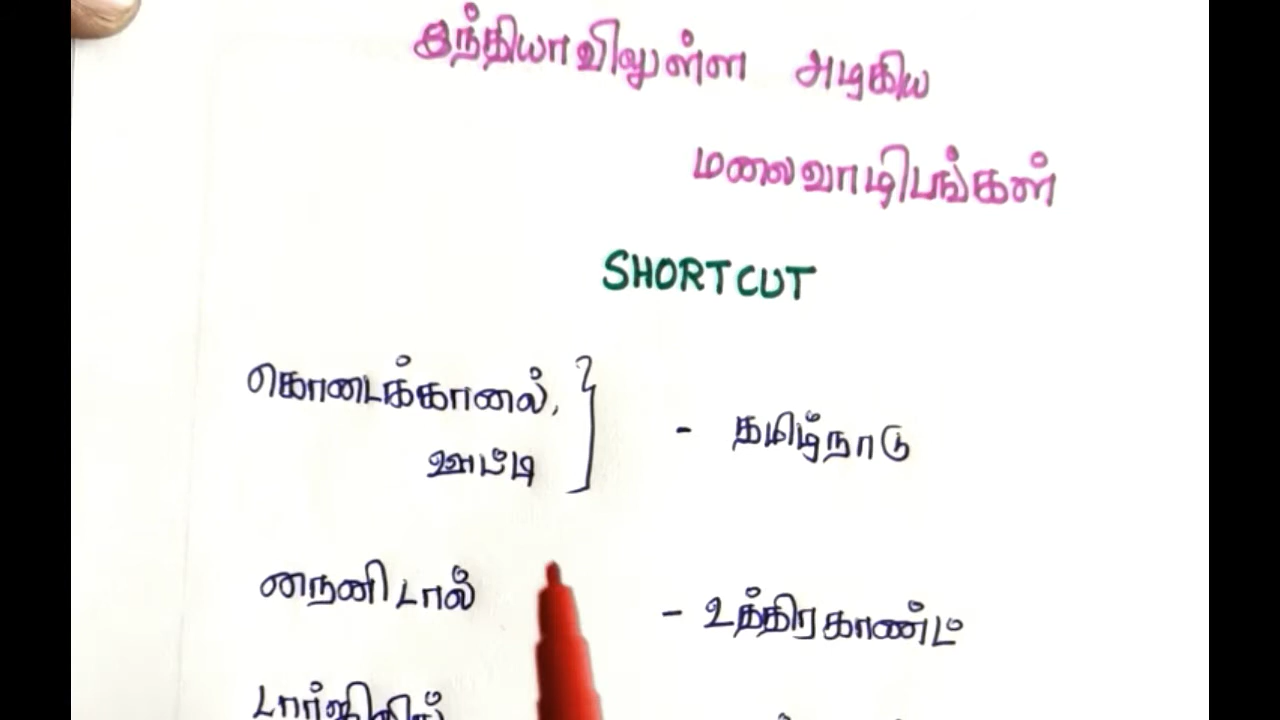 இந்தியாவிலுள்ள அழகிய
மலைவாழிடங்கள்
SHORTCUT
கொடைக்கானல்,
ஊட்டி
- தமிழ்நாடு
நைனிடால் - உத்திரகாண்ட்
டார்ஜிலிங்